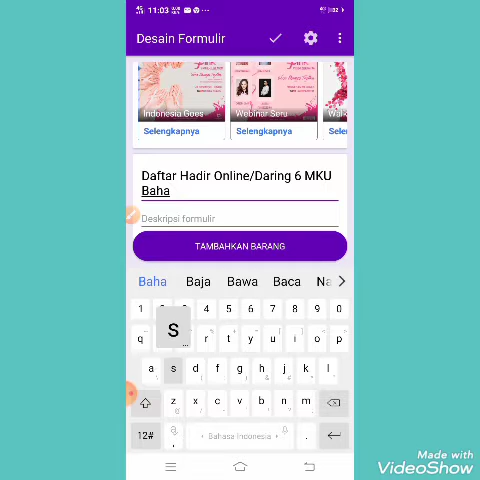 11:03
82
Desain Formulir
Indonesia Goes
Webinar Seru
Walk
Selengkapnya
Selengkapnya
Sele
Daftar Hadir Online/Daring 6 MKU
Baha
Deskripsi formulir
TAMBAHKAN BARANG
Baha Baja Bawa Baca Na
1 2 3 4 5 6 7 8 9 0
S
q r t y u i o p
a s d f g h j k l
z x c v b n m
12# , Bahasa Indonesia .
Made with
VideoShow